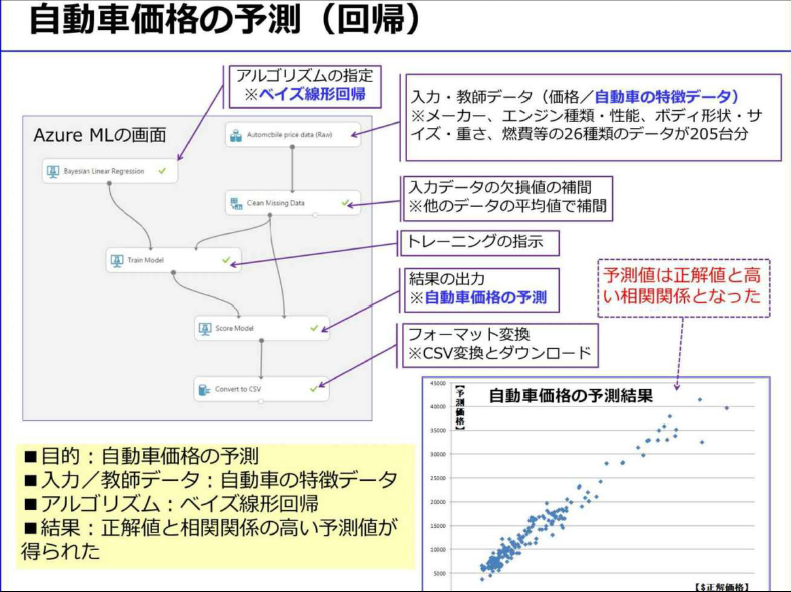 自動車価格の予測（回帰）
アルゴリズムの指定
※ベイズ線形回帰
入力・教師データ（価格／自動車の特徴データ）
※メーカー、エンジン種類・性能、ボディ形状・サ
イズ・重さ、燃費等の26種類のデータが205台分
Azure MLの画面
Automobile price data (Raw)
Bayesian Linear Regression
Clean Missing Data
入力データの欠損値の補間
※他のデータの平均値で補間
トレーニングの指示
Train Model
結果の出力
※自動車価格の予測
予測値は正解値と高
い相関関係となった
Score Model
フォーマット変換
※CSV変換とダウンロード
Convert to CSV
自動車価格の予測結果
【予測価格】
45000
40000
35000
30000
25000
20000
15000
10000
5000
【$正解価格】
■目的：自動車価格の予測
■入力／教師データ：自動車の特徴データ
■アルゴリズム：ベイズ線形回帰
■結果：正解値と相関関係の高い予測値が
得られた